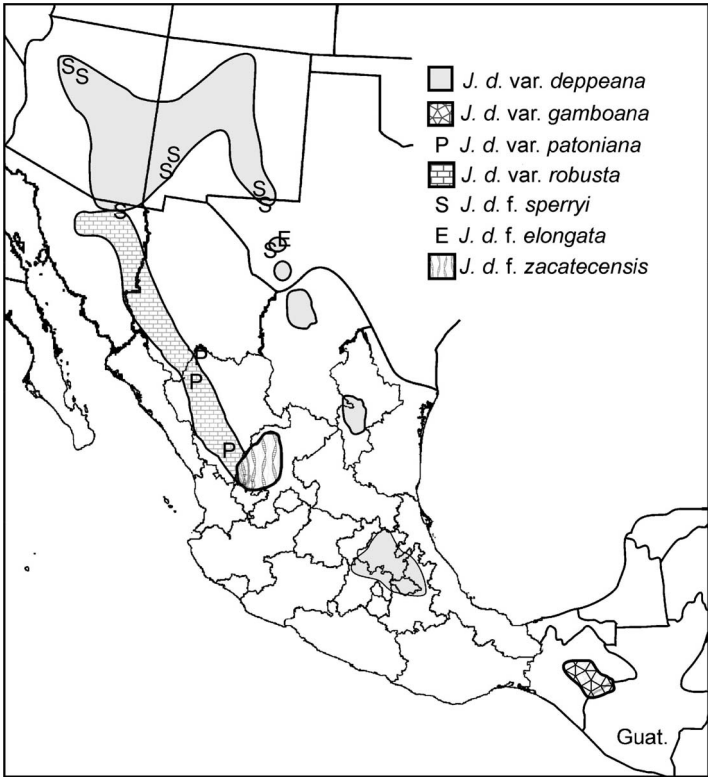 S S
J. d. var. deppeana
J. d. var. gamboana
P J. d. var. patoniana
J. d. var. robusta
S J. d. f. sperryi
E J. d. f. elongata
J. d. f. zacatecensis
S
S
S
S
S
E
S
P
P
P
Guat.